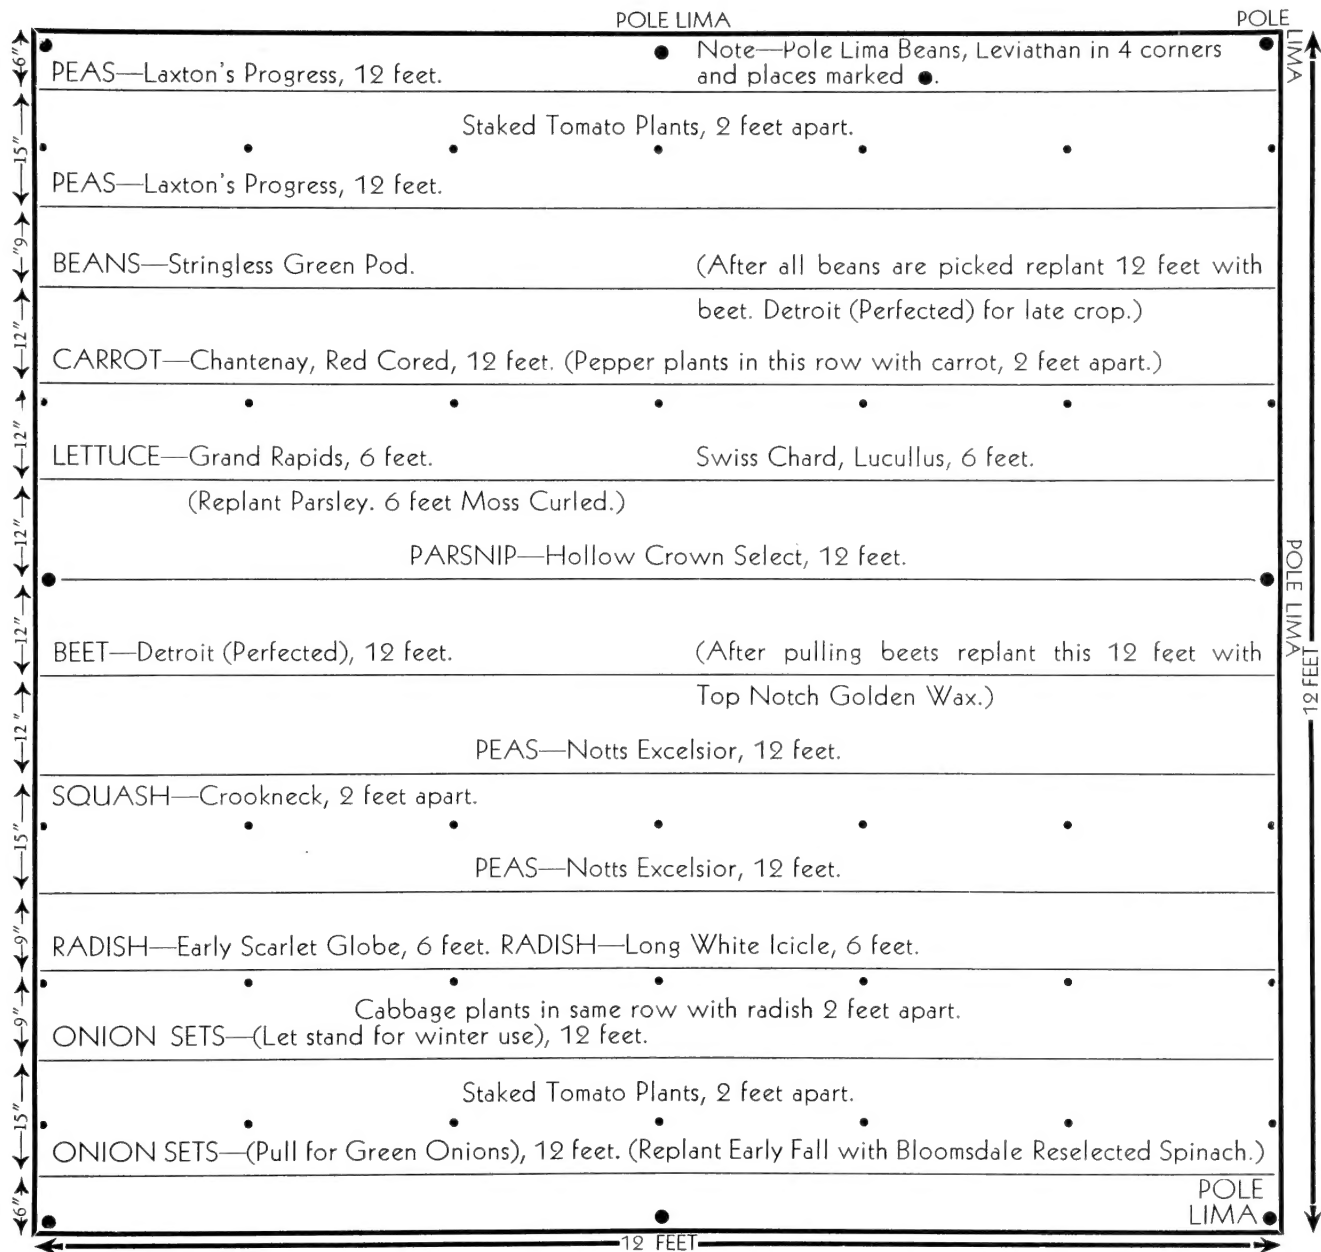 POLE LIMA
POLE
LIMA
Note—Pole Lima Beans, Leviathan in 4 corners
and places marked ●.
6"
PEAS—Laxton's Progress, 12 feet.
Staked Tomato Plants, 2 feet apart.
15"
PEAS—Laxton's Progress, 12 feet.
9"
BEANS—Stringless Green Pod.
(After all beans are picked replant 12 feet with
beet. Detroit (Perfected) for late crop.)
12"
CARROT—Chantenay, Red Cored, 12 feet. (Pepper plants in this row with carrot, 2 feet apart.)
12"
LETTUCE—Grand Rapids, 6 feet.
Swiss Chard, Lucullus, 6 feet.
(Replant Parsley. 6 feet Moss Curled.)
12"
PARSNIP—Hollow Crown Select, 12 feet.
POLE LIMA
12"
BEET—Detroit (Perfected), 12 feet.
(After pulling beets replant this 12 feet with
Top Notch Golden Wax.)
12 FEET
12"
PEAS—Notts Excelsior, 12 feet.
SQUASH—Crookneck, 2 feet apart.
15"
PEAS—Notts Excelsior, 12 feet.
9"
RADISH—Early Scarlet Globe, 6 feet. RADISH—Long White Icicle, 6 feet.
Cabbage plants in same row with radish 2 feet apart.
9"
ONION SETS—(Let stand for winter use), 12 feet.
Staked Tomato Plants, 2 feet apart.
15"
ONION SETS—(Pull for Green Onions), 12 feet. (Replant Early Fall with Bloomsdale Reselected Spinach.)
6"
POLE
LIMA
12 FEET